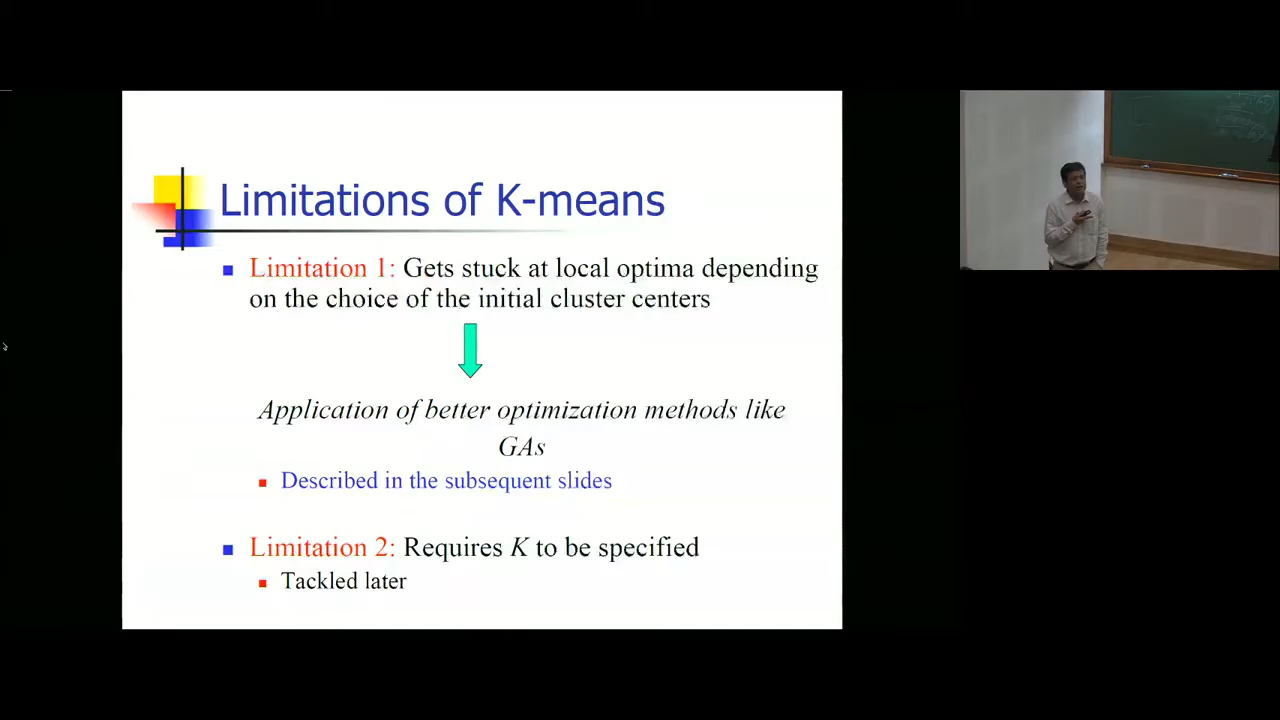 Limitations of K-means
Limitation 1: Gets stuck at local optima depending
on the choice of the initial cluster centers
Application of better optimization methods like
GAs
Described in the subsequent slides
Limitation 2: Requires K to be specified
Tackled later